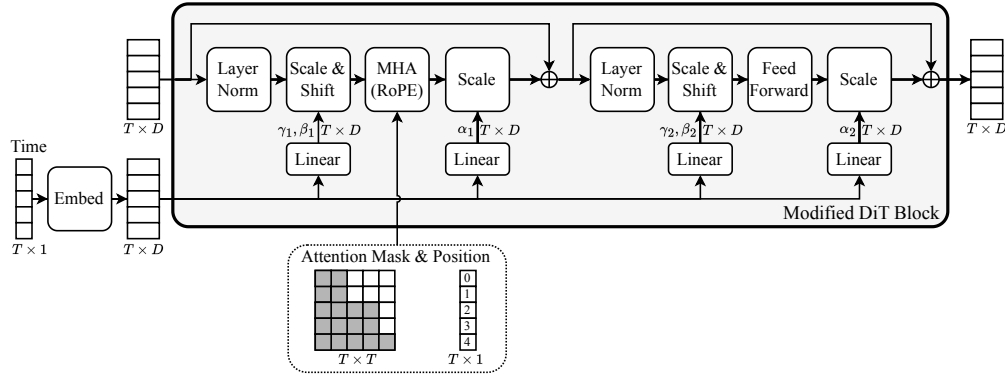 Layer
Norm
Scale &
Shift
MHA
(RoPE)
Scale
Layer
Norm
Scale &
Shift
Feed
Forward
Scale
T × D
γ₁, β₁ T × D
α₁ T × D
γ₂, β₂ T × D
α₂ T × D
T × D
Linear
Linear
Linear
Linear
Time
Embed
T × 1
T × D
Modified DiT Block
Attention Mask & Position
0
1
2
3
4
T × T
T × 1